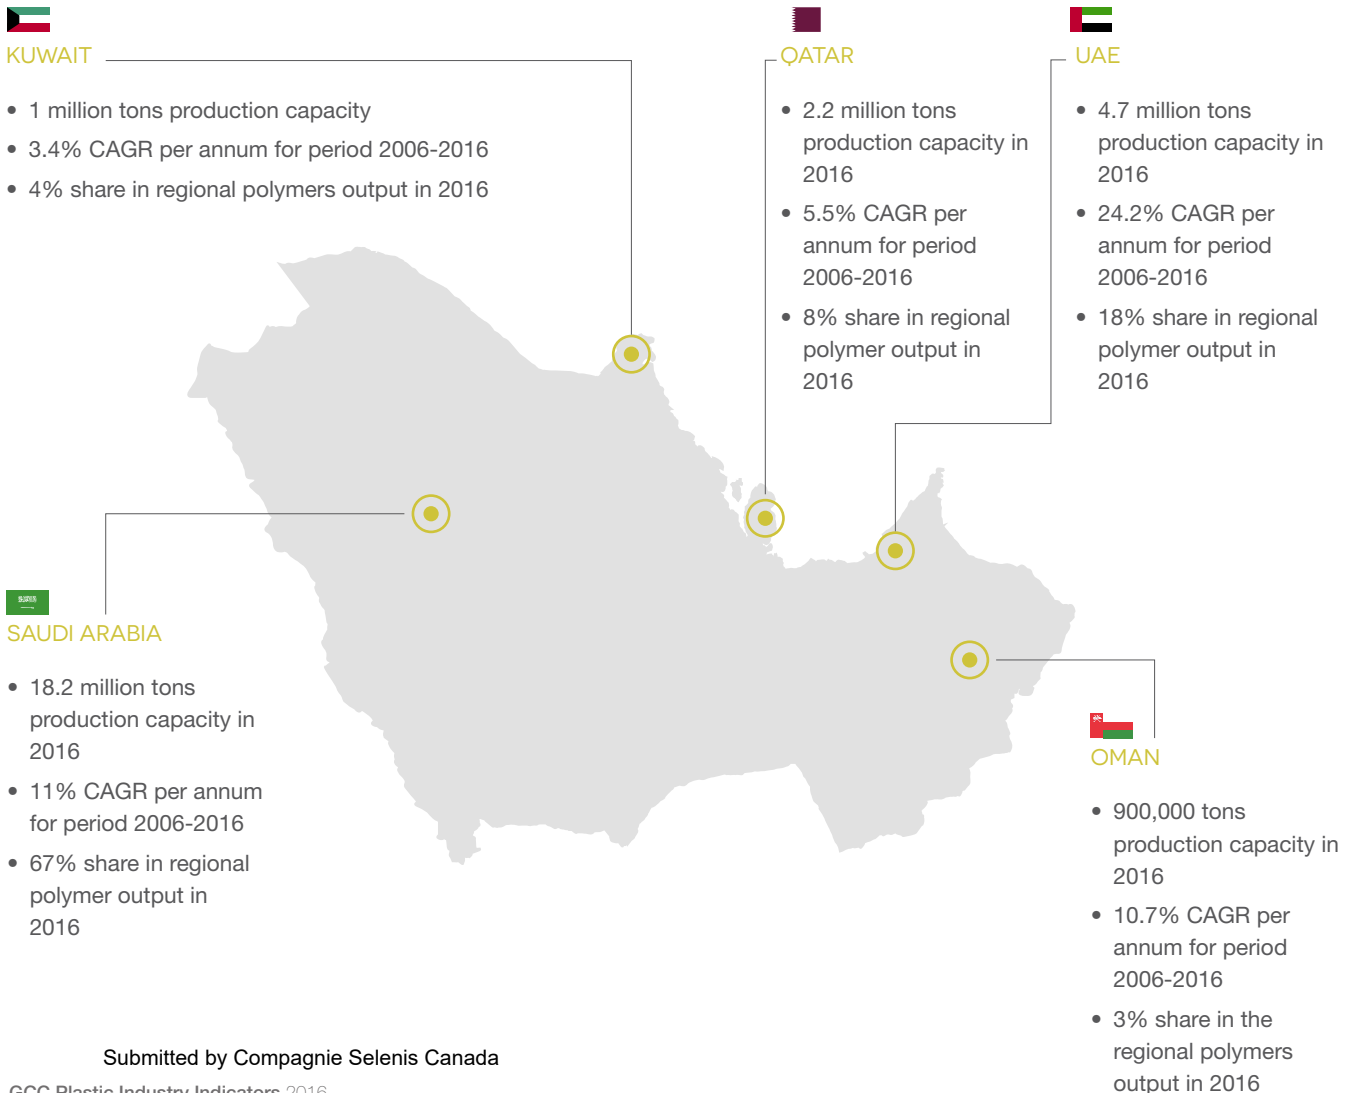 KUWAIT
• 1 million tons production capacity
• 3.4% CAGR per annum for period 2006-2016
• 4% share in regional polymers output in 2016
QATAR
• 2.2 million tons
production capacity in
2016
• 5.5% CAGR per
annum for period
2006-2016
• 8% share in regional
polymer output in
2016
UAE
• 4.7 million tons
production capacity in
2016
• 24.2% CAGR per
annum for period
2006-2016
• 18% share in regional
polymer output in
2016
SAUDI ARABIA
• 18.2 million tons
production capacity in
2016
• 11% CAGR per annum
for period 2006-2016
• 67% share in regional
polymer output in
2016
OMAN
• 900,000 tons
production capacity in
2016
• 10.7% CAGR per
annum for period
2006-2016
• 3% share in the
regional polymers
output in 2016
Submitted by Compagnie Selenis Canada
GCC Plastic Industry Indicators 2016